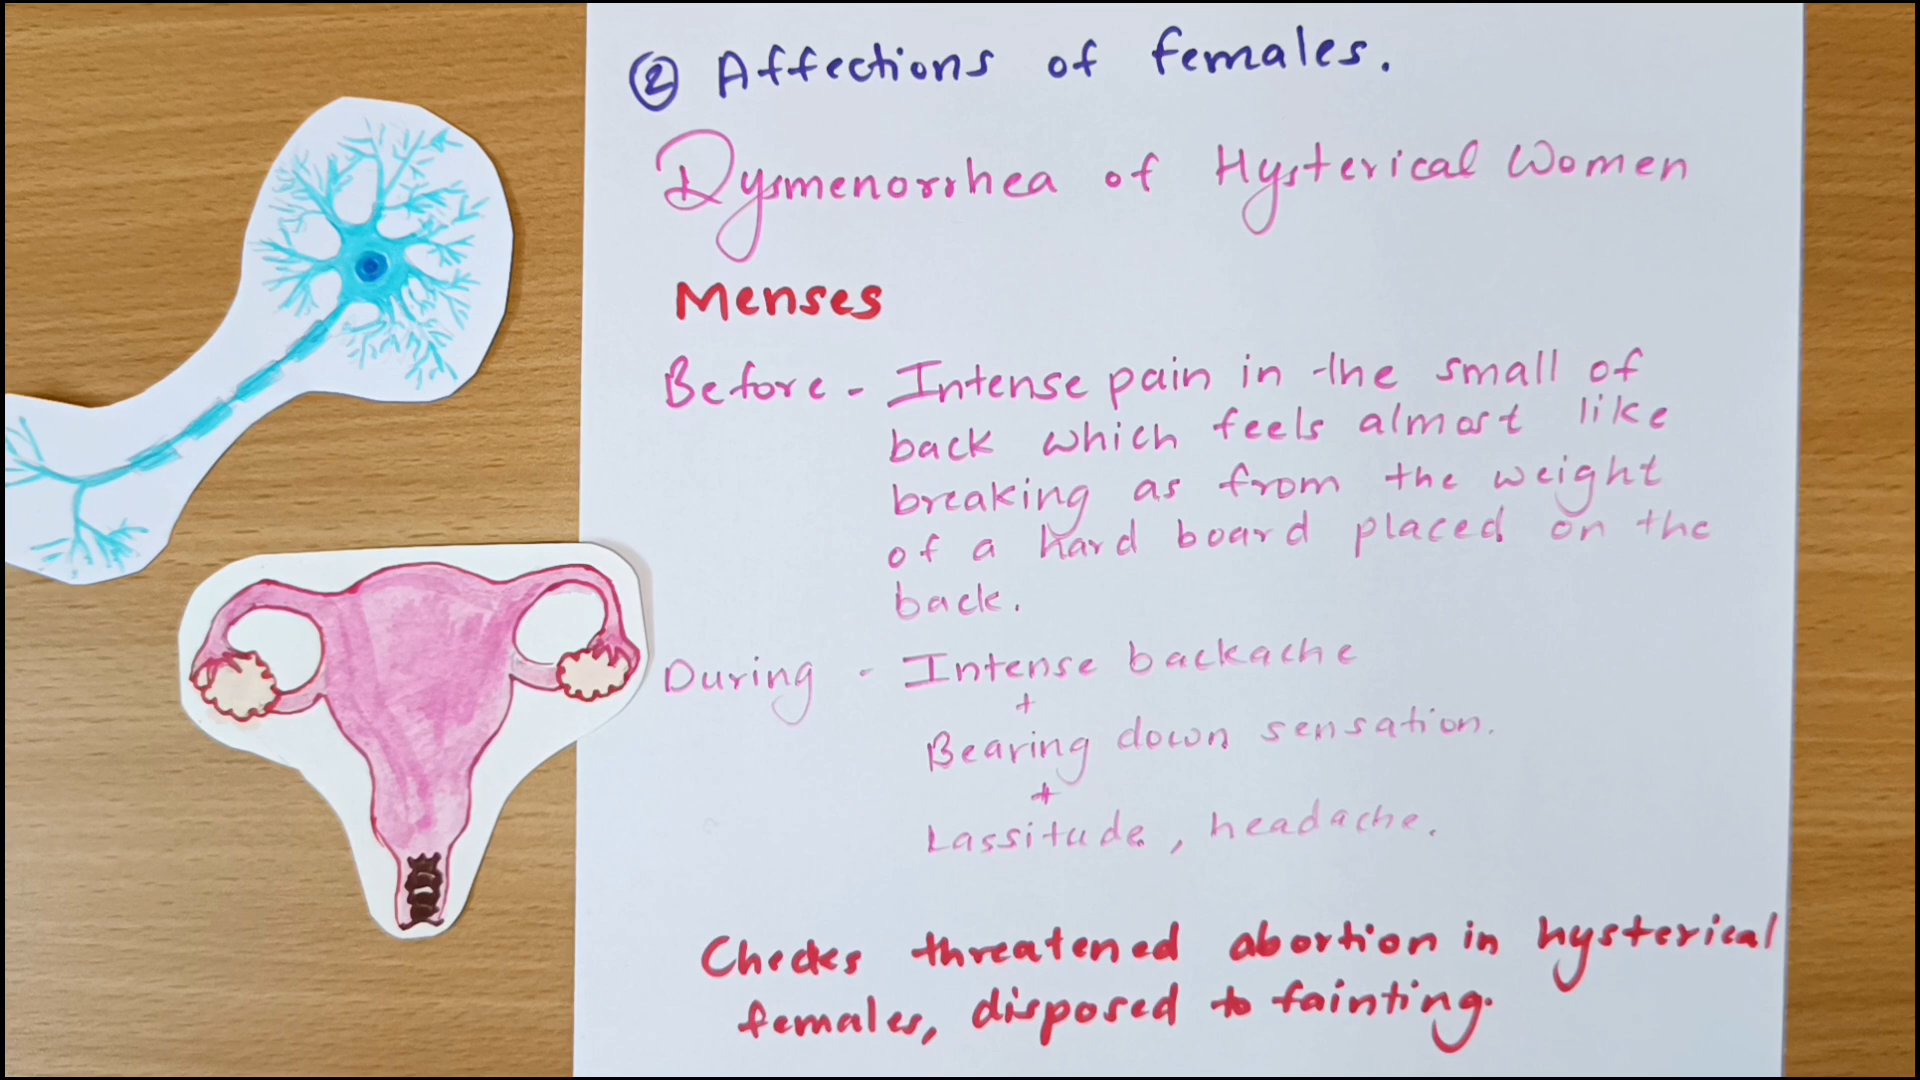 ② Affections of females.
Dysmenorrhea of Hysterical Women
Menses
Before - Intense pain in the small of
back which feels almost like
breaking as from the weight
of a hard board placed on the
back.
During - Intense backache
+
Bearing down sensation.
+
Lassitude, headache.
Checks threatened abortion in hysterical
females, disposed to fainting.